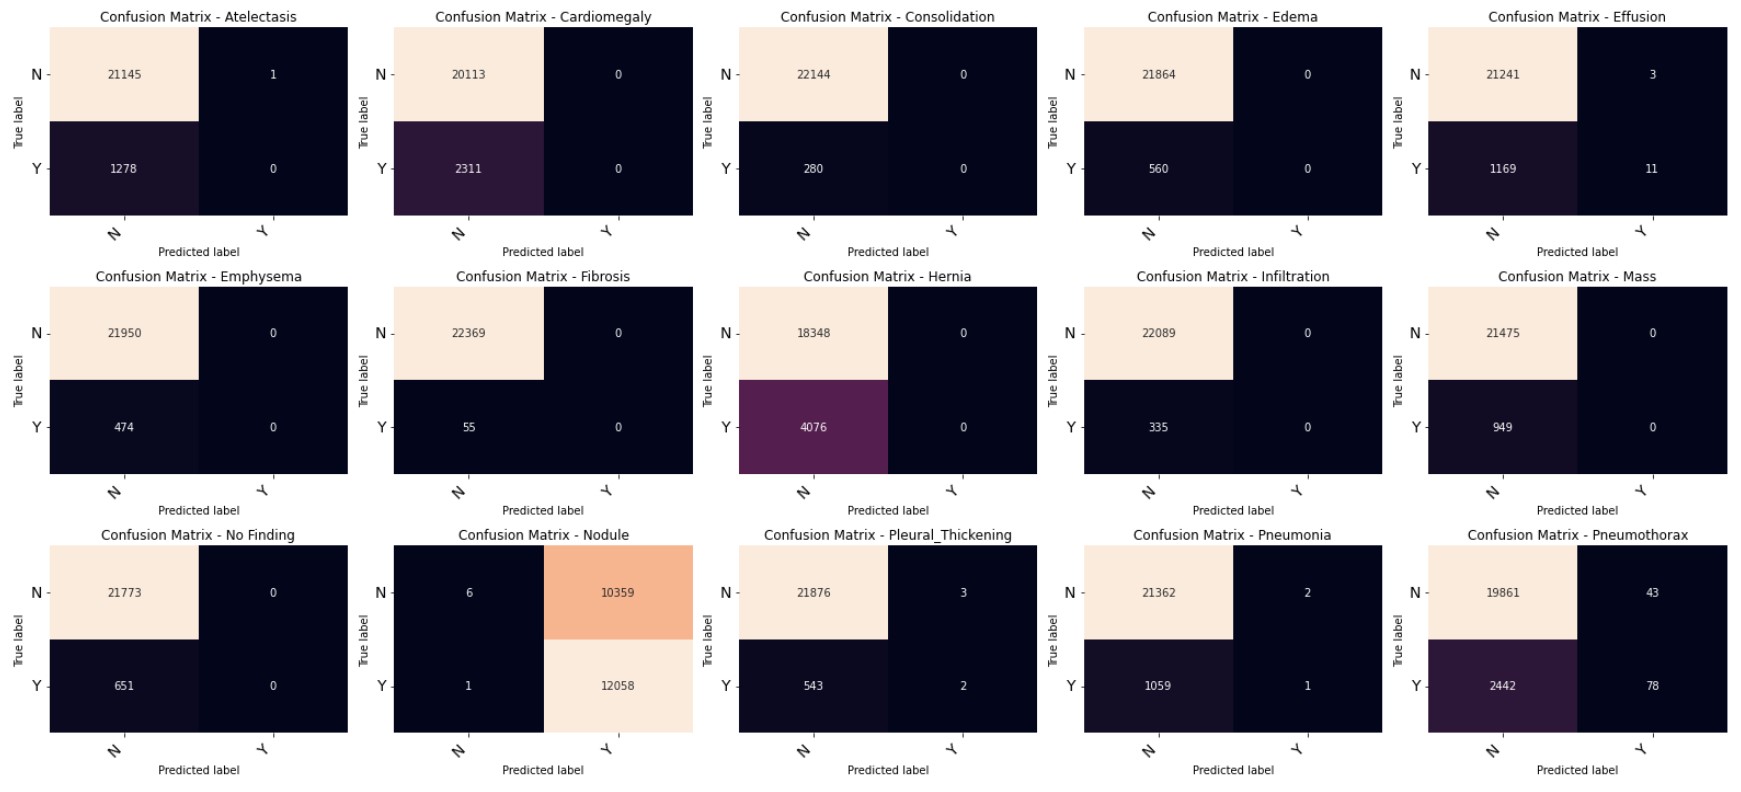 Confusion Matrix - Atelectasis
Confusion Matrix - Cardiomegaly
Confusion Matrix - Consolidation
Confusion Matrix - Edema
Confusion Matrix - Effusion
True label
N
21145
1
Y
1278
0
N
Y
Predicted label
True label
N
20113
0
Y
2311
0
N
Y
Predicted label
True label
N
22144
0
Y
280
0
N
Y
Predicted label
True label
N
21864
0
Y
560
0
N
Y
Predicted label
True label
N
21241
3
Y
1169
11
N
Y
Predicted label
Confusion Matrix - Emphysema
Confusion Matrix - Fibrosis
Confusion Matrix - Hernia
Confusion Matrix - Infiltration
Confusion Matrix - Mass
True label
N
21950
0
Y
474
0
N
Y
Predicted label
True label
N
22369
0
Y
55
0
N
Y
Predicted label
True label
N
18348
0
Y
4076
0
N
Y
Predicted label
True label
N
22089
0
Y
335
0
N
Y
Predicted label
True label
N
21475
0
Y
949
0
N
Y
Predicted label
Confusion Matrix - No Finding
Confusion Matrix - Nodule
Confusion Matrix - Pleural_Thickening
Confusion Matrix - Pneumonia
Confusion Matrix - Pneumothorax
True label
N
21773
0
Y
651
0
N
Y
Predicted label
True label
N
6
10359
Y
1
12058
N
Y
Predicted label
True label
N
21876
3
Y
543
2
N
Y
Predicted label
True label
N
21362
2
Y
1059
1
N
Y
Predicted label
True label
N
19861
43
Y
2442
78
N
Y
Predicted label